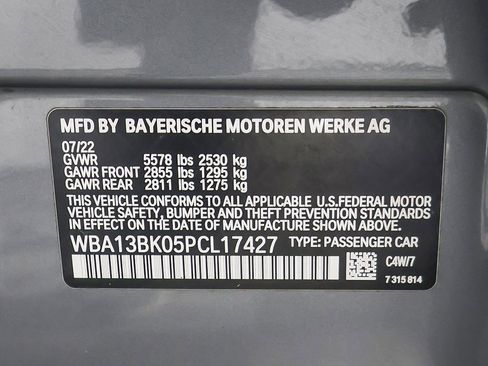 MFD BY BAYERISCHE MOTOREN WERKE AG
07/22
GVWR 5578 lbs 2530 kg
GAWR FRONT 2855 lbs 1295 kg
GAWR REAR 2811 lbs 1275 kg
THIS VEHICLE CONFORMS TO ALL APPLICABLE U.S.FEDERAL MOTOR
VEHICLE SAFETY, BUMPER AND THEFT PREVENTION STANDARDS
IN EFFECT ON THE DATE OF MANUFACTURE SHOWN ABOVE.
WBA13BK05PCL17427 TYPE: PASSENGER CAR
C4W/7
7 315 814